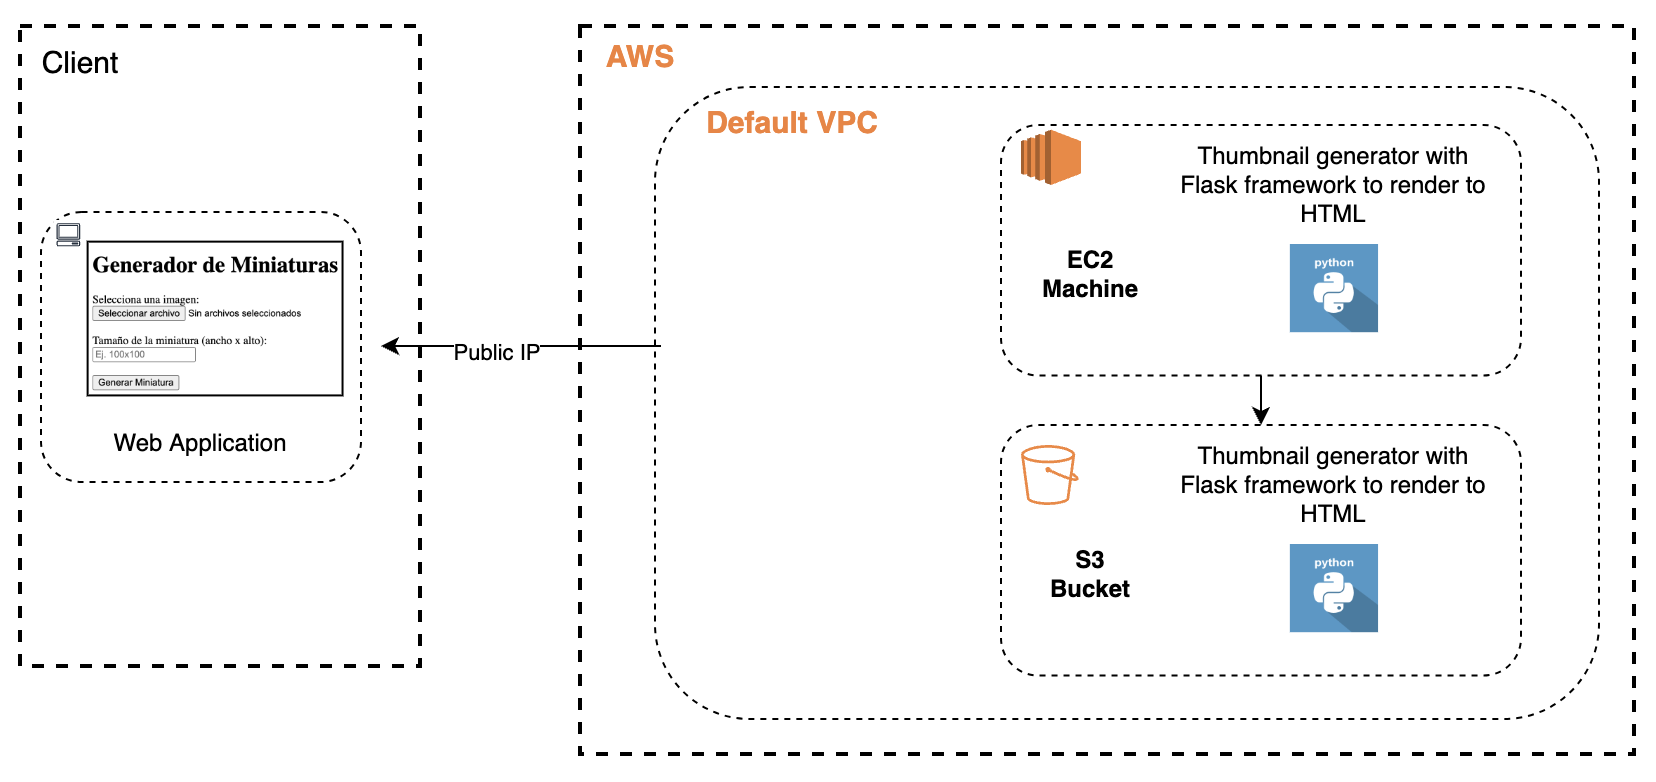 Client
Generador de Miniaturas
Selecciona una imagen:
Seleccionar archivo Sin archivos seleccionados
Tamaño de la miniatura (ancho x alto):
Ej. 100x100
Generar Miniatura
Web Application
Public IP
AWS
Default VPC
EC2
Machine
Thumbnail generator with
Flask framework to render to
HTML
python
S3
Bucket
Thumbnail generator with
Flask framework to render to
HTML
python